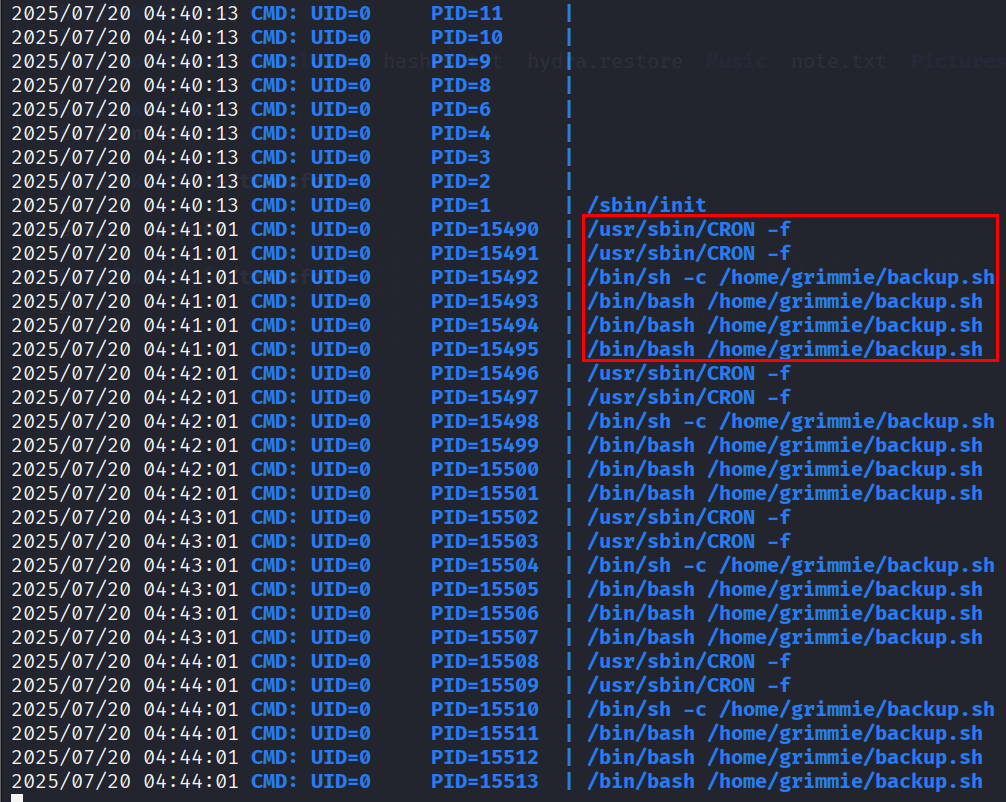 2025/07/20 04:40:13 CMD: UID=0 PID=11 |
2025/07/20 04:40:13 CMD: UID=0 PID=10 |
2025/07/20 04:40:13 CMD: UID=0 PID=9 | hydra.restore Music note.txt
2025/07/20 04:40:13 CMD: UID=0 PID=8 |
2025/07/20 04:40:13 CMD: UID=0 PID=6 |
2025/07/20 04:40:13 CMD: UID=0 PID=4 |
2025/07/20 04:40:13 CMD: UID=0 PID=3 |
2025/07/20 04:40:13 CMD: UID=0 PID=2 |
2025/07/20 04:40:13 CMD: UID=0 PID=1 | /sbin/init
2025/07/20 04:41:01 CMD: UID=0 PID=15490 | /usr/sbin/CRON -f
2025/07/20 04:41:01 CMD: UID=0 PID=15491 | /usr/sbin/CRON -f
2025/07/20 04:41:01 CMD: UID=0 PID=15492 | /bin/sh -c /home/grimmie/backup.sh
2025/07/20 04:41:01 CMD: UID=0 PID=15493 | /bin/bash /home/grimmie/backup.sh
2025/07/20 04:41:01 CMD: UID=0 PID=15494 | /bin/bash /home/grimmie/backup.sh
2025/07/20 04:41:01 CMD: UID=0 PID=15495 | /bin/bash /home/grimmie/backup.sh
2025/07/20 04:42:01 CMD: UID=0 PID=15496 | /usr/sbin/CRON -f
2025/07/20 04:42:01 CMD: UID=0 PID=15497 | /usr/sbin/CRON -f
2025/07/20 04:42:01 CMD: UID=0 PID=15498 | /bin/sh -c /home/grimmie/backup.sh
2025/07/20 04:42:01 CMD: UID=0 PID=15499 | /bin/bash /home/grimmie/backup.sh
2025/07/20 04:42:01 CMD: UID=0 PID=15500 | /bin/bash /home/grimmie/backup.sh
2025/07/20 04:42:01 CMD: UID=0 PID=15501 | /bin/bash /home/grimmie/backup.sh
2025/07/20 04:43:01 CMD: UID=0 PID=15502 | /usr/sbin/CRON -f
2025/07/20 04:43:01 CMD: UID=0 PID=15503 | /usr/sbin/CRON -f
2025/07/20 04:43:01 CMD: UID=0 PID=15504 | /bin/sh -c /home/grimmie/backup.sh
2025/07/20 04:43:01 CMD: UID=0 PID=15505 | /bin/bash /home/grimmie/backup.sh
2025/07/20 04:43:01 CMD: UID=0 PID=15506 | /bin/bash /home/grimmie/backup.sh
2025/07/20 04:43:01 CMD: UID=0 PID=15507 | /bin/bash /home/grimmie/backup.sh
2025/07/20 04:44:01 CMD: UID=0 PID=15508 | /usr/sbin/CRON -f
2025/07/20 04:44:01 CMD: UID=0 PID=15509 | /usr/sbin/CRON -f
2025/07/20 04:44:01 CMD: UID=0 PID=15510 | /bin/sh -c /home/grimmie/backup.sh
2025/07/20 04:44:01 CMD: UID=0 PID=15511 | /bin/bash /home/grimmie/backup.sh
2025/07/20 04:44:01 CMD: UID=0 PID=15512 | /bin/bash /home/grimmie/backup.sh
2025/07/20 04:44:01 CMD: UID=0 PID=15513 | /bin/bash /home/grimmie/backup.sh